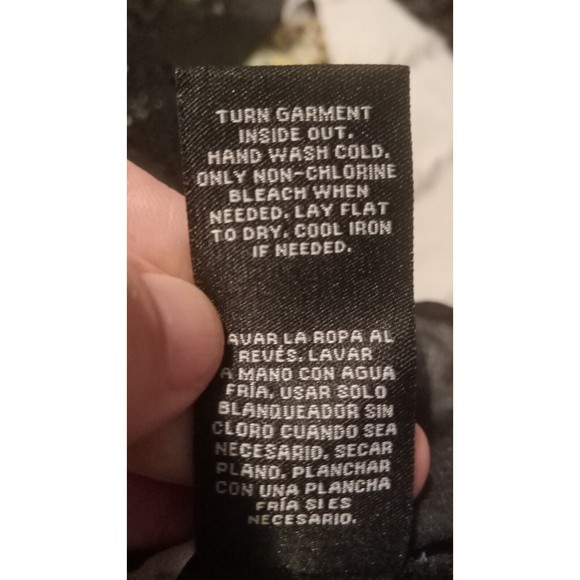 TURN GARMENT
INSIDE OUT.
HAND WASH COLD.
ONLY NON-CHLORINE
BLEACH WHEN
NEEDED. LAY FLAT
TO DRY. COOL IRON
IF NEEDED.
AVAR LA ROPA AL
REVÉS. LAVAR
A MANO CON AGUA
FRÍA. USAR SOLO
BLANQUEADOR SIN
CLORO CUANDO SEA
NECESARIO. SECAR
PLANO. PLANCHAR
CON UNA PLANCHA
FRÍA SI ES
NECESARIO.